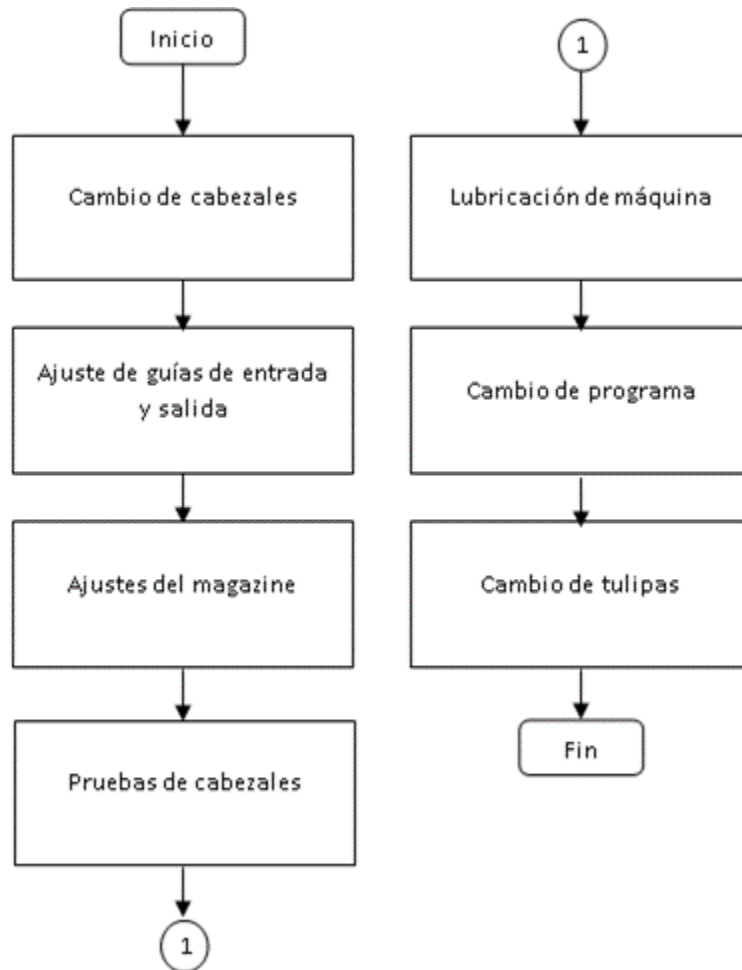 Inicio
Cambio de cabezales
Ajuste de guías de entrada
y salida
Ajustes del magazine
Pruebas de cabezales
1
1
Lubricación de máquina
Cambio de programa
Cambio de tulipas
Fin